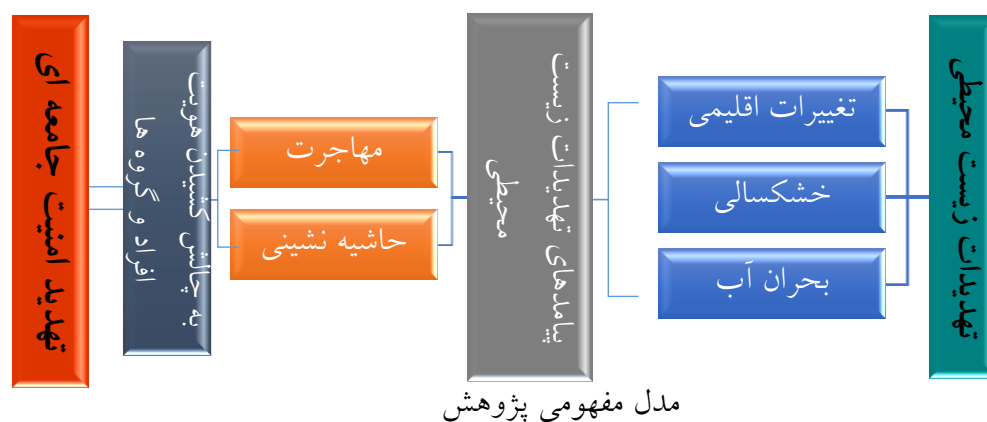 تهدیدات زیست محیطی
تغییرات اقلیمی
خشکسالی
بحران آب
پیامدهای تهدیدات زیست
محیطی
مهاجرت
حاشیه نشینی
به چالش کشیدن هویت
افراد و گروه ها
تهدید امنیت جامعه ای
مدل مفهومی پژوهش